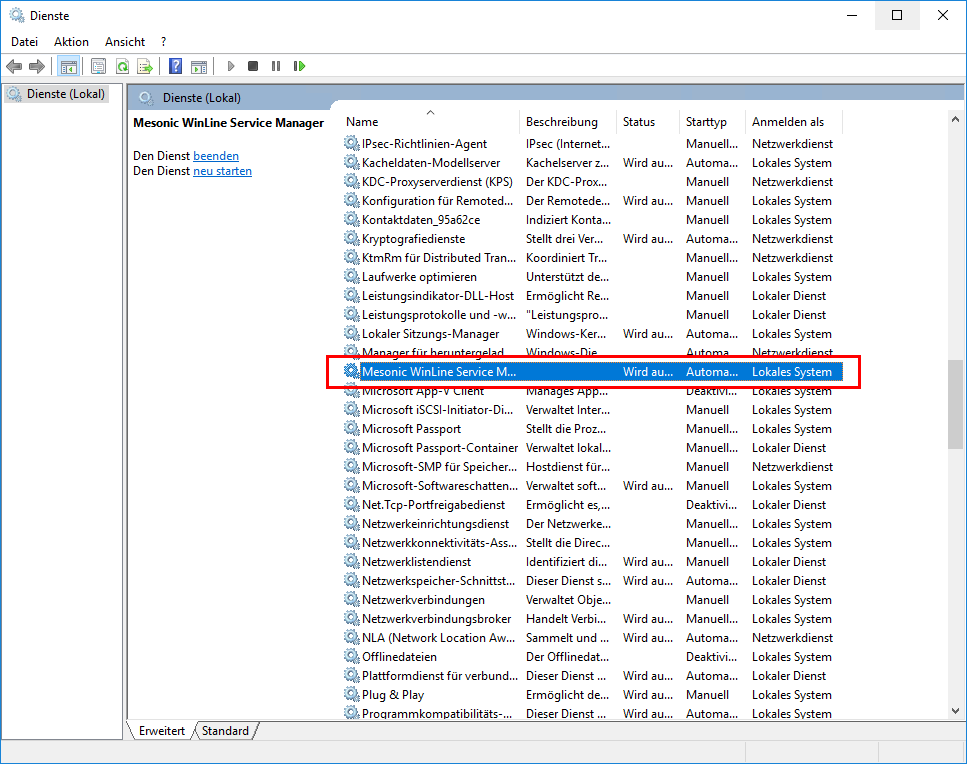 Dienste
Datei Aktion Ansicht ?
Dienste (Lokal)
Dienste (Lokal)
Mesonic WinLine Service Manager
Den Dienst beenden
Den Dienst neu starten
Name Beschreibung Status Starttyp Anmelden als
IPsec-Richtlinien-Agent IPsec (Internet... Manuell... Netzwerkdienst
Kacheldaten-Modellserver Kachelserver z... Wird au... Automa... Lokales System
KDC-Proxyserverdienst (KPS) Der KDC-Prox... Manuell Netzwerkdienst
Konfiguration für Remoted... Der Remotede... Wird au... Manuell Lokales System
Kontaktdaten_95a62ce Indiziert Konta... Manuell Lokales System
Kryptografiedienste Stellt drei Ver... Wird au... Automa... Netzwerkdienst
KtmRm für Distributed Tran... Koordiniert Tr... Manuell... Netzwerkdienst
Laufwerke optimieren Unterstützt de... Manuell Lokales System
Leistungsindikator-DLL-Host Ermöglicht Re... Manuell Lokaler Dienst
Leistungsprotokolle und -w... "Leistungspro... Manuell Lokaler Dienst
Lokaler Sitzungs-Manager Windows-Ker... Wird au... Automa... Lokales System
Manager für heruntergelad... Windows-Die... Automa... Netzwerkdienst
Mesonic WinLine Service M... Wird au... Automa... Lokales System
Microsoft App-V Client Manages App... Deaktivi... Lokales System
Microsoft iSCSI-Initiator-Di... Verwaltet Inter... Manuell Lokales System
Microsoft Passport Stellt die Proz... Manuell... Lokales System
Microsoft Passport-Container Verwaltet lokal... Manuell... Lokaler Dienst
Microsoft-SMP für Speicher... Hostdienst für... Manuell Netzwerkdienst
Microsoft-Softwareschatten... Verwaltet soft... Wird au... Manuell Lokales System
Net.Tcp-Portfreigabedienst Ermöglicht es,... Deaktivi... Lokaler Dienst
Netzwerkeinrichtungsdienst Der Netzwerke... Manuell... Lokales System
Netzwerkkonnektivitäts-Ass... Stellt die Direc... Manuell... Lokales System
Netzwerklistendienst Identifiziert di... Wird au... Manuell Lokaler Dienst
Netzwerkspeicher-Schnittst... Dieser Dienst s... Wird au... Automa... Lokaler Dienst
Netzwerkverbindungen Verwaltet Obje... Manuell Lokales System
Netzwerkverbindungsbroker Handelt Verbi... Wird au... Manuell... Lokales System
NLA (Network Location Aw... Sammelt und ... Wird au... Automa... Netzwerkdienst
Offlinedateien Der Offlinedat... Deaktivi... Lokales System
Plattformdienst für verbund... Dieser Dienst ... Wird au... Automa... Lokaler Dienst
Plug & Play Ermöglicht de... Wird au... Manuell Lokales System
Programmkompatibilitäts-... Dieser Dienst ... Wird au... Automa... Lokales System
Erweitert Standard